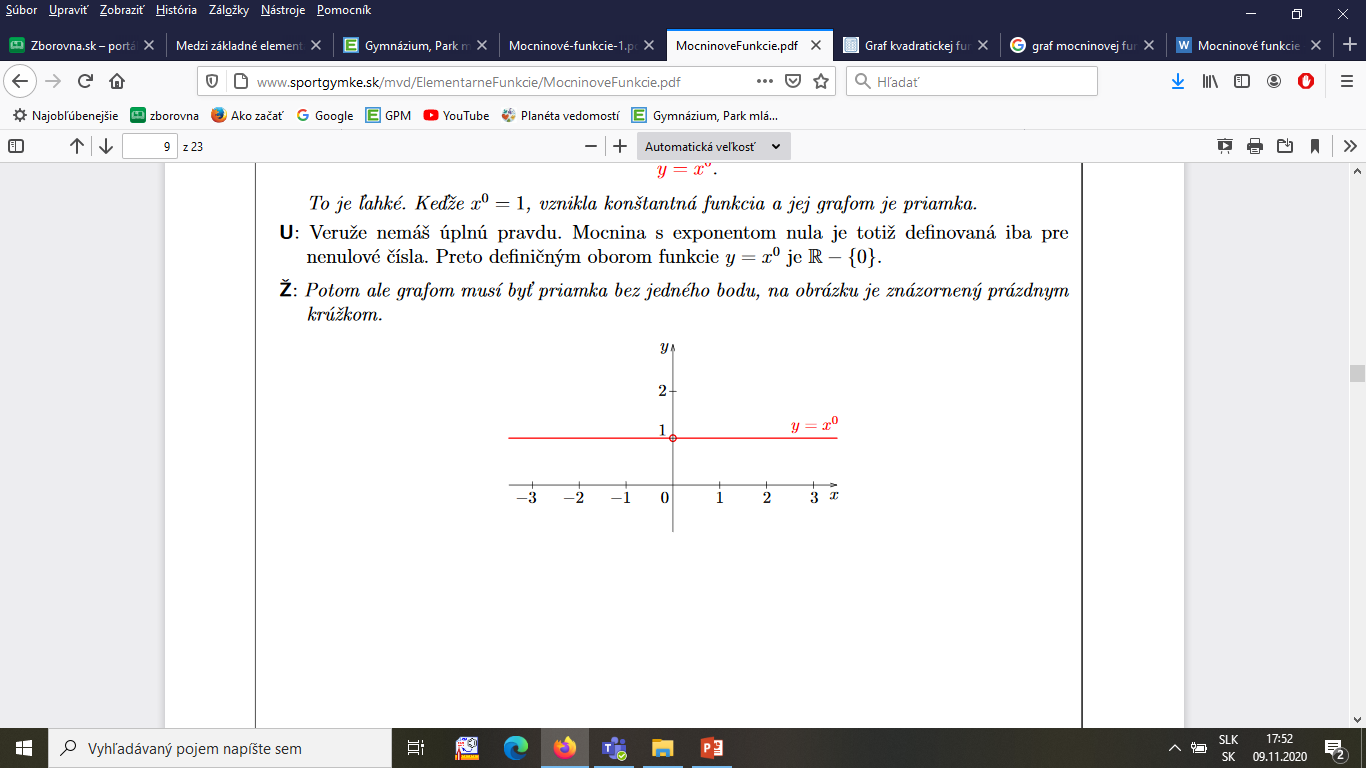 Súbor Upraviť Zobraziť História Záložky Nástroje Pomocník
Zborovna.sk – portá
Medzi základné element
Gymnázium, Park m
Mocninové-funkcie-1.p
MocninoveFunkcie.pdf
Graf kvadratickej fun
graf mocninovej fun
Mocninové funkcie
www.sportgymke.sk/mvd/ElementarneFunkcie/MocninoveFunkcie.pdf
Hľadať
Najobľúbenejšie zborovna Ako začať Google GPM YouTube Planéta vedomostí Gymnázium, Park mlá...
9 z 23
Automatická veľkosť
y = x⁰.
To je ľahké. Keďže x⁰ = 1, vznikla konštantná funkcia a jej grafom je priamka.
U: Veruže nemáš úplnú pravdu. Mocnina s exponentom nula je totiž definovaná iba pre
nenulové čísla. Preto definičným oborom funkcie y = x⁰ je ℝ − {0}.
Ž: Potom ale grafom musí byť priamka bez jedného bodu, na obrázku je znázornený prázdnym
krúžkom.
y
2
1
y = x⁰
−3 −2 −1 0 1 2 3 x
Vyhľadávaný pojem napíšte sem
SLK
SK
17:52
09.11.2020
2